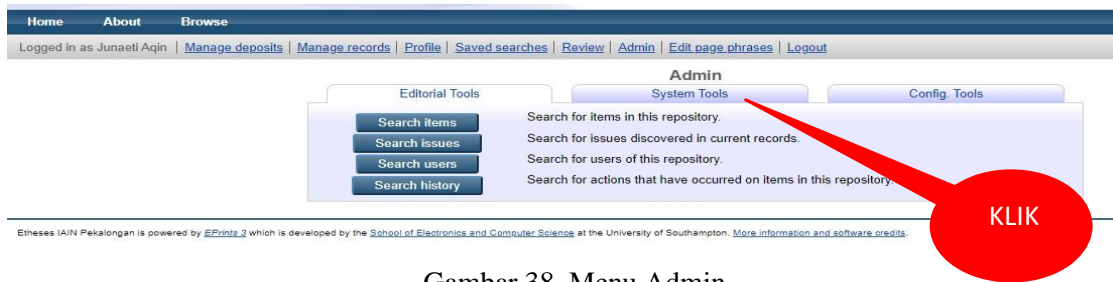 Home About Browse
Logged in as Junaeti Aqin | Manage deposits | Manage records | Profile | Saved searches | Review | Admin | Edit page phrases | Logout
Admin
Editorial Tools System Tools Config. Tools
Search items Search for items in this repository.
Search issues Search for issues discovered in current records.
Search users Search for users of this repository.
Search history Search for actions that have occurred on items in this repository.
KLIK
Etheses IAIN Pekalongan is powered by EPrints 3 which is developed by the School of Electronics and Computer Science at the University of Southampton. More information and software credits.
Gambar 38. Menu Admin